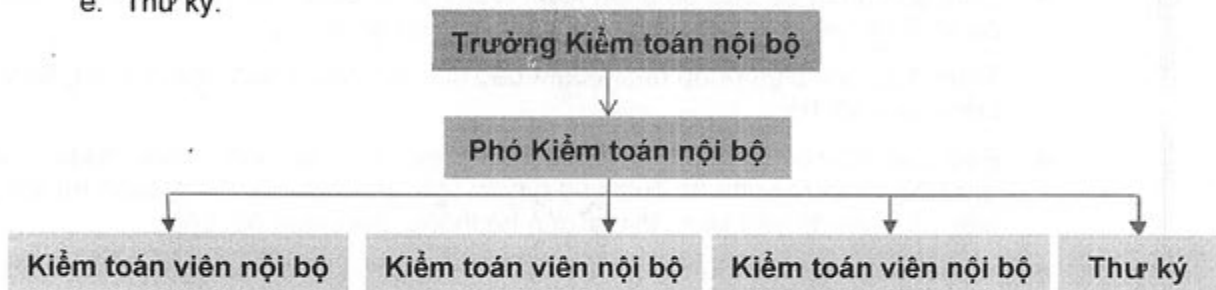 e. Thư ký.
Trưởng Kiểm toán nội bộ
Phó Kiểm toán nội bộ
Kiểm toán viên nội bộ Kiểm toán viên nội bộ Kiểm toán viên nội bộ Thư ký